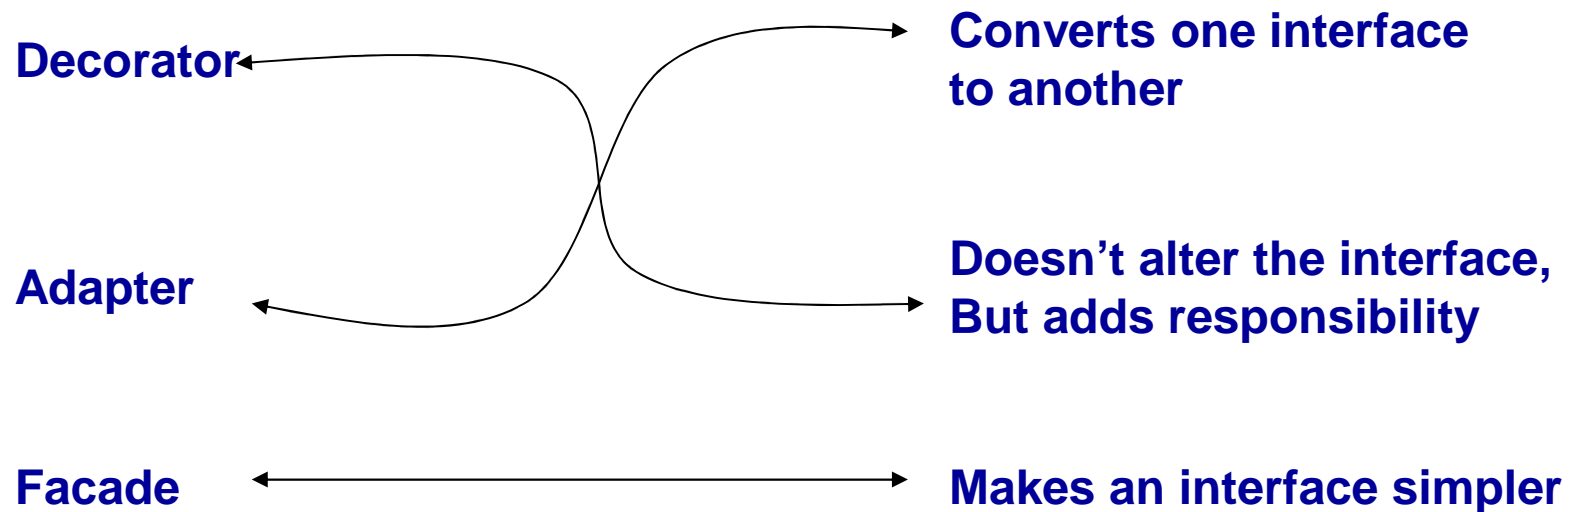 Decorator
Converts one interface
to another
Adapter
Doesn’t alter the interface,
But adds responsibility
Facade
Makes an interface simpler